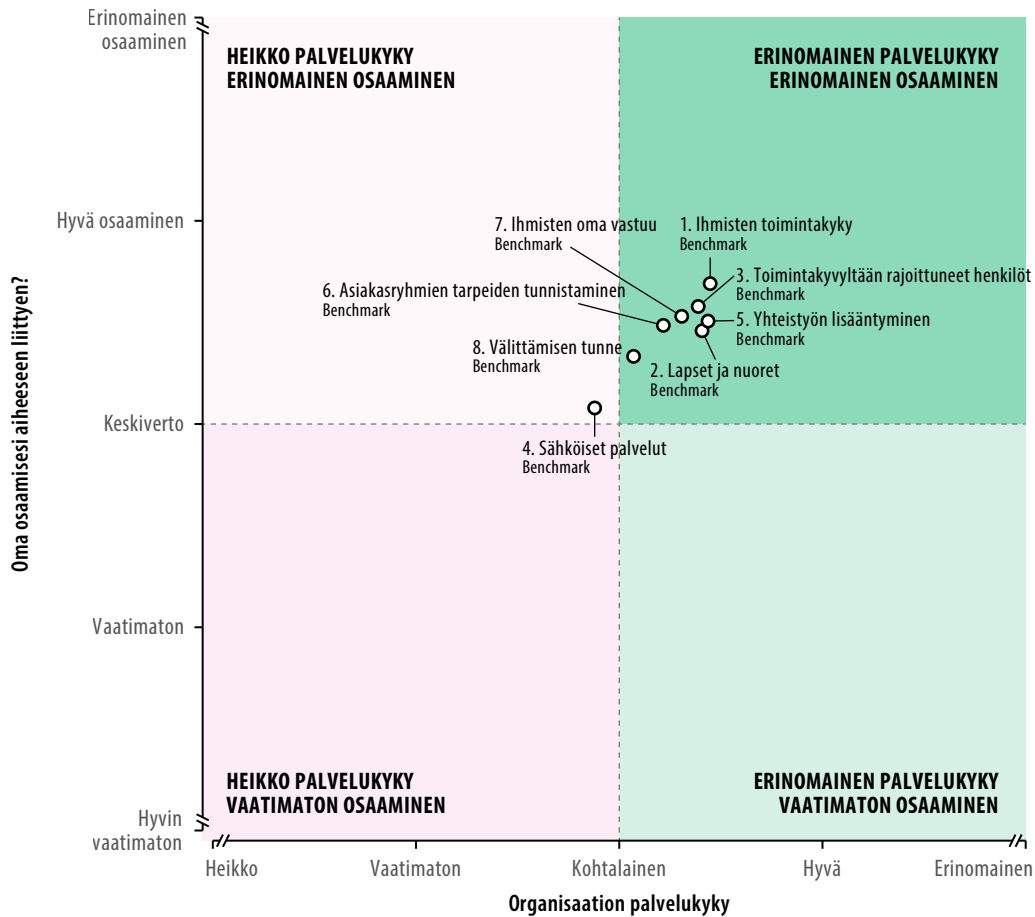 Erinomainen
osaaminen
HEIKKO PALVELUKYKY
ERINOMAINEN OSAAMINEN
ERINOMAINEN PALVELUKYKY
ERINOMAINEN OSAAMINEN
Hyvä osaaminen
7. Ihmisten oma vastuu
Benchmark
1. Ihmisten toimintakyky
Benchmark
3. Toimintakyvyltään rajoittuneet henkilöt
Benchmark
6. Asiakasryhmien tarpeiden tunnistaminen
Benchmark
5. Yhteistyön lisääntyminen
Benchmark
8. Välittämisen tunne
Benchmark
2. Lapset ja nuoret
Benchmark
Keskiverto
4. Sähköiset palvelut
Benchmark
Oma osaamisesi aiheeseen liittyen?
Vaatimaton
HEIKKO PALVELUKYKY
VAATIMATON OSAAMINEN
ERINOMAINEN PALVELUKYKY
VAATIMATON OSAAMINEN
Hyvin
vaatimaton
Heikko
Vaatimaton
Kohtalainen
Hyvä
Erinomainen
Organisaation palvelukyky